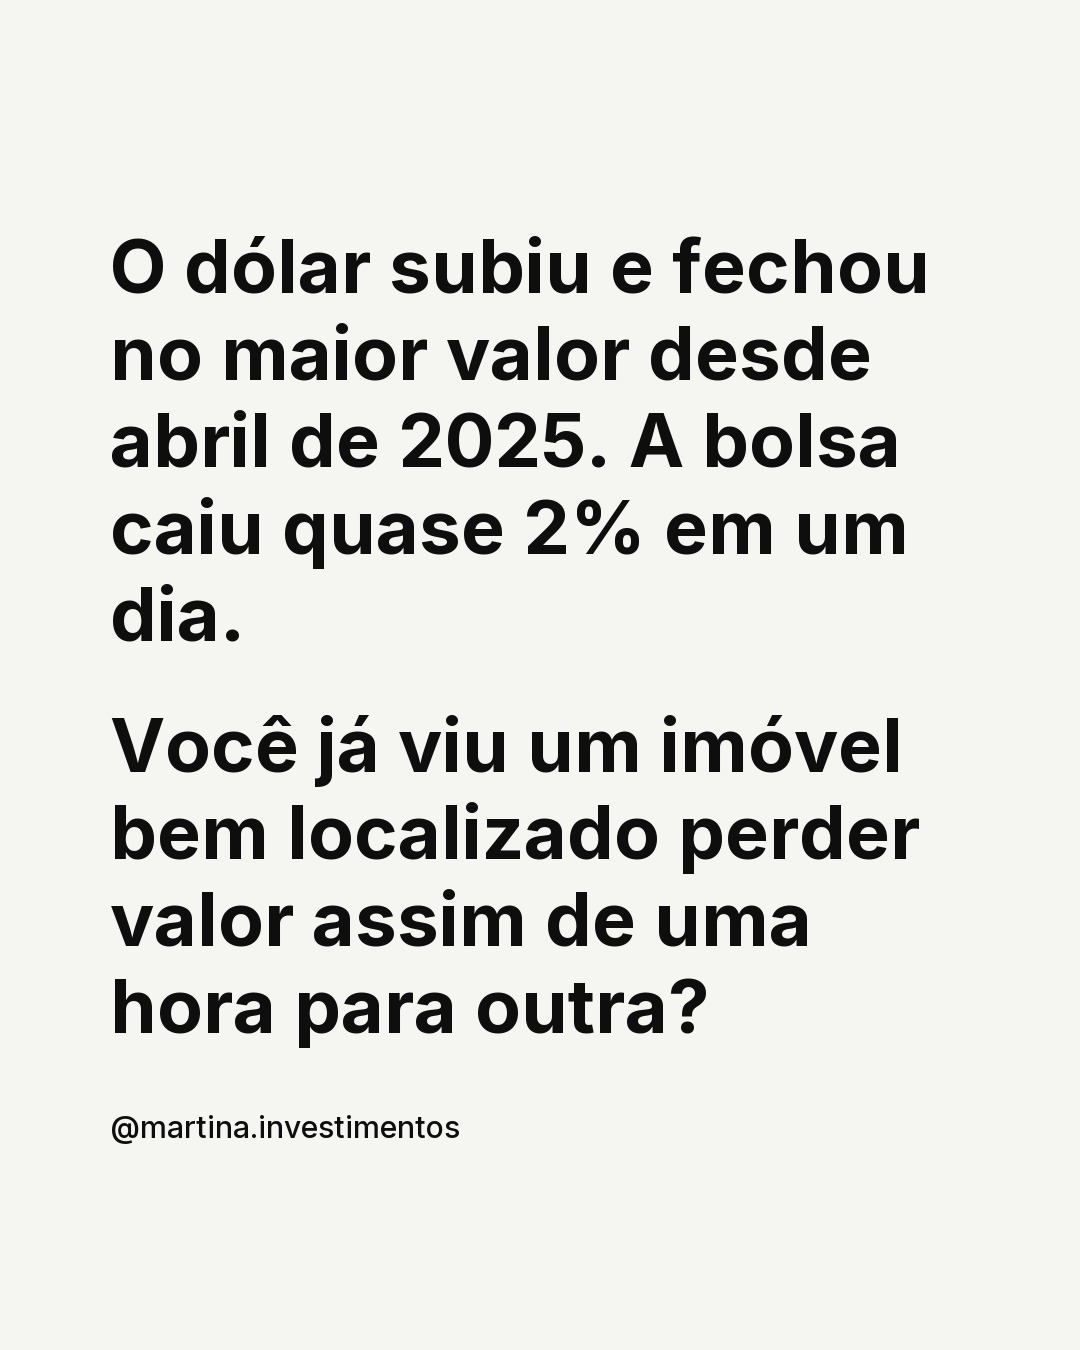 O dólar subiu e fechou
no maior valor desde
abril de 2025. A bolsa
caiu quase 2% em um
dia.
Você já viu um imóvel
bem localizado perder
valor assim de uma
hora para outra?
@martina.investimentos